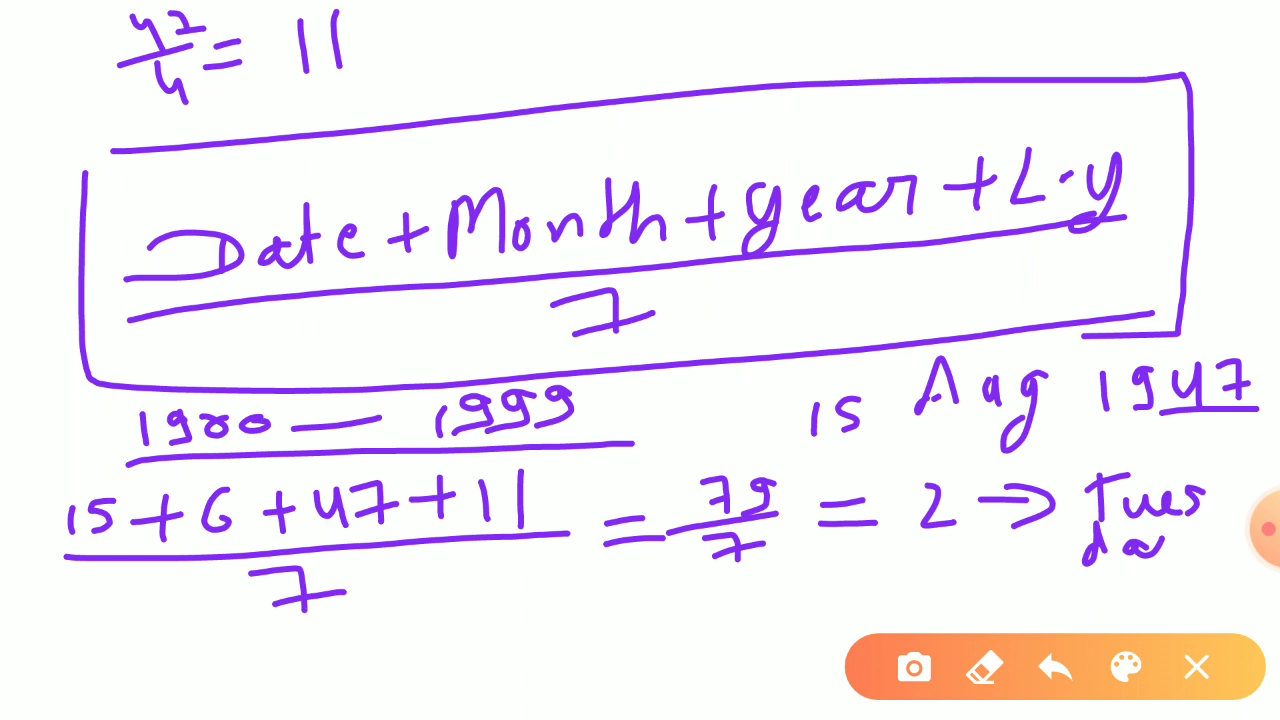 47/4 = 11
Date + Month + year + L.y
7
1900 — 1999
15 Aug 1947
15 + 6 + 47 + 11 / 7 = 79/7 = 2 → Tues
da